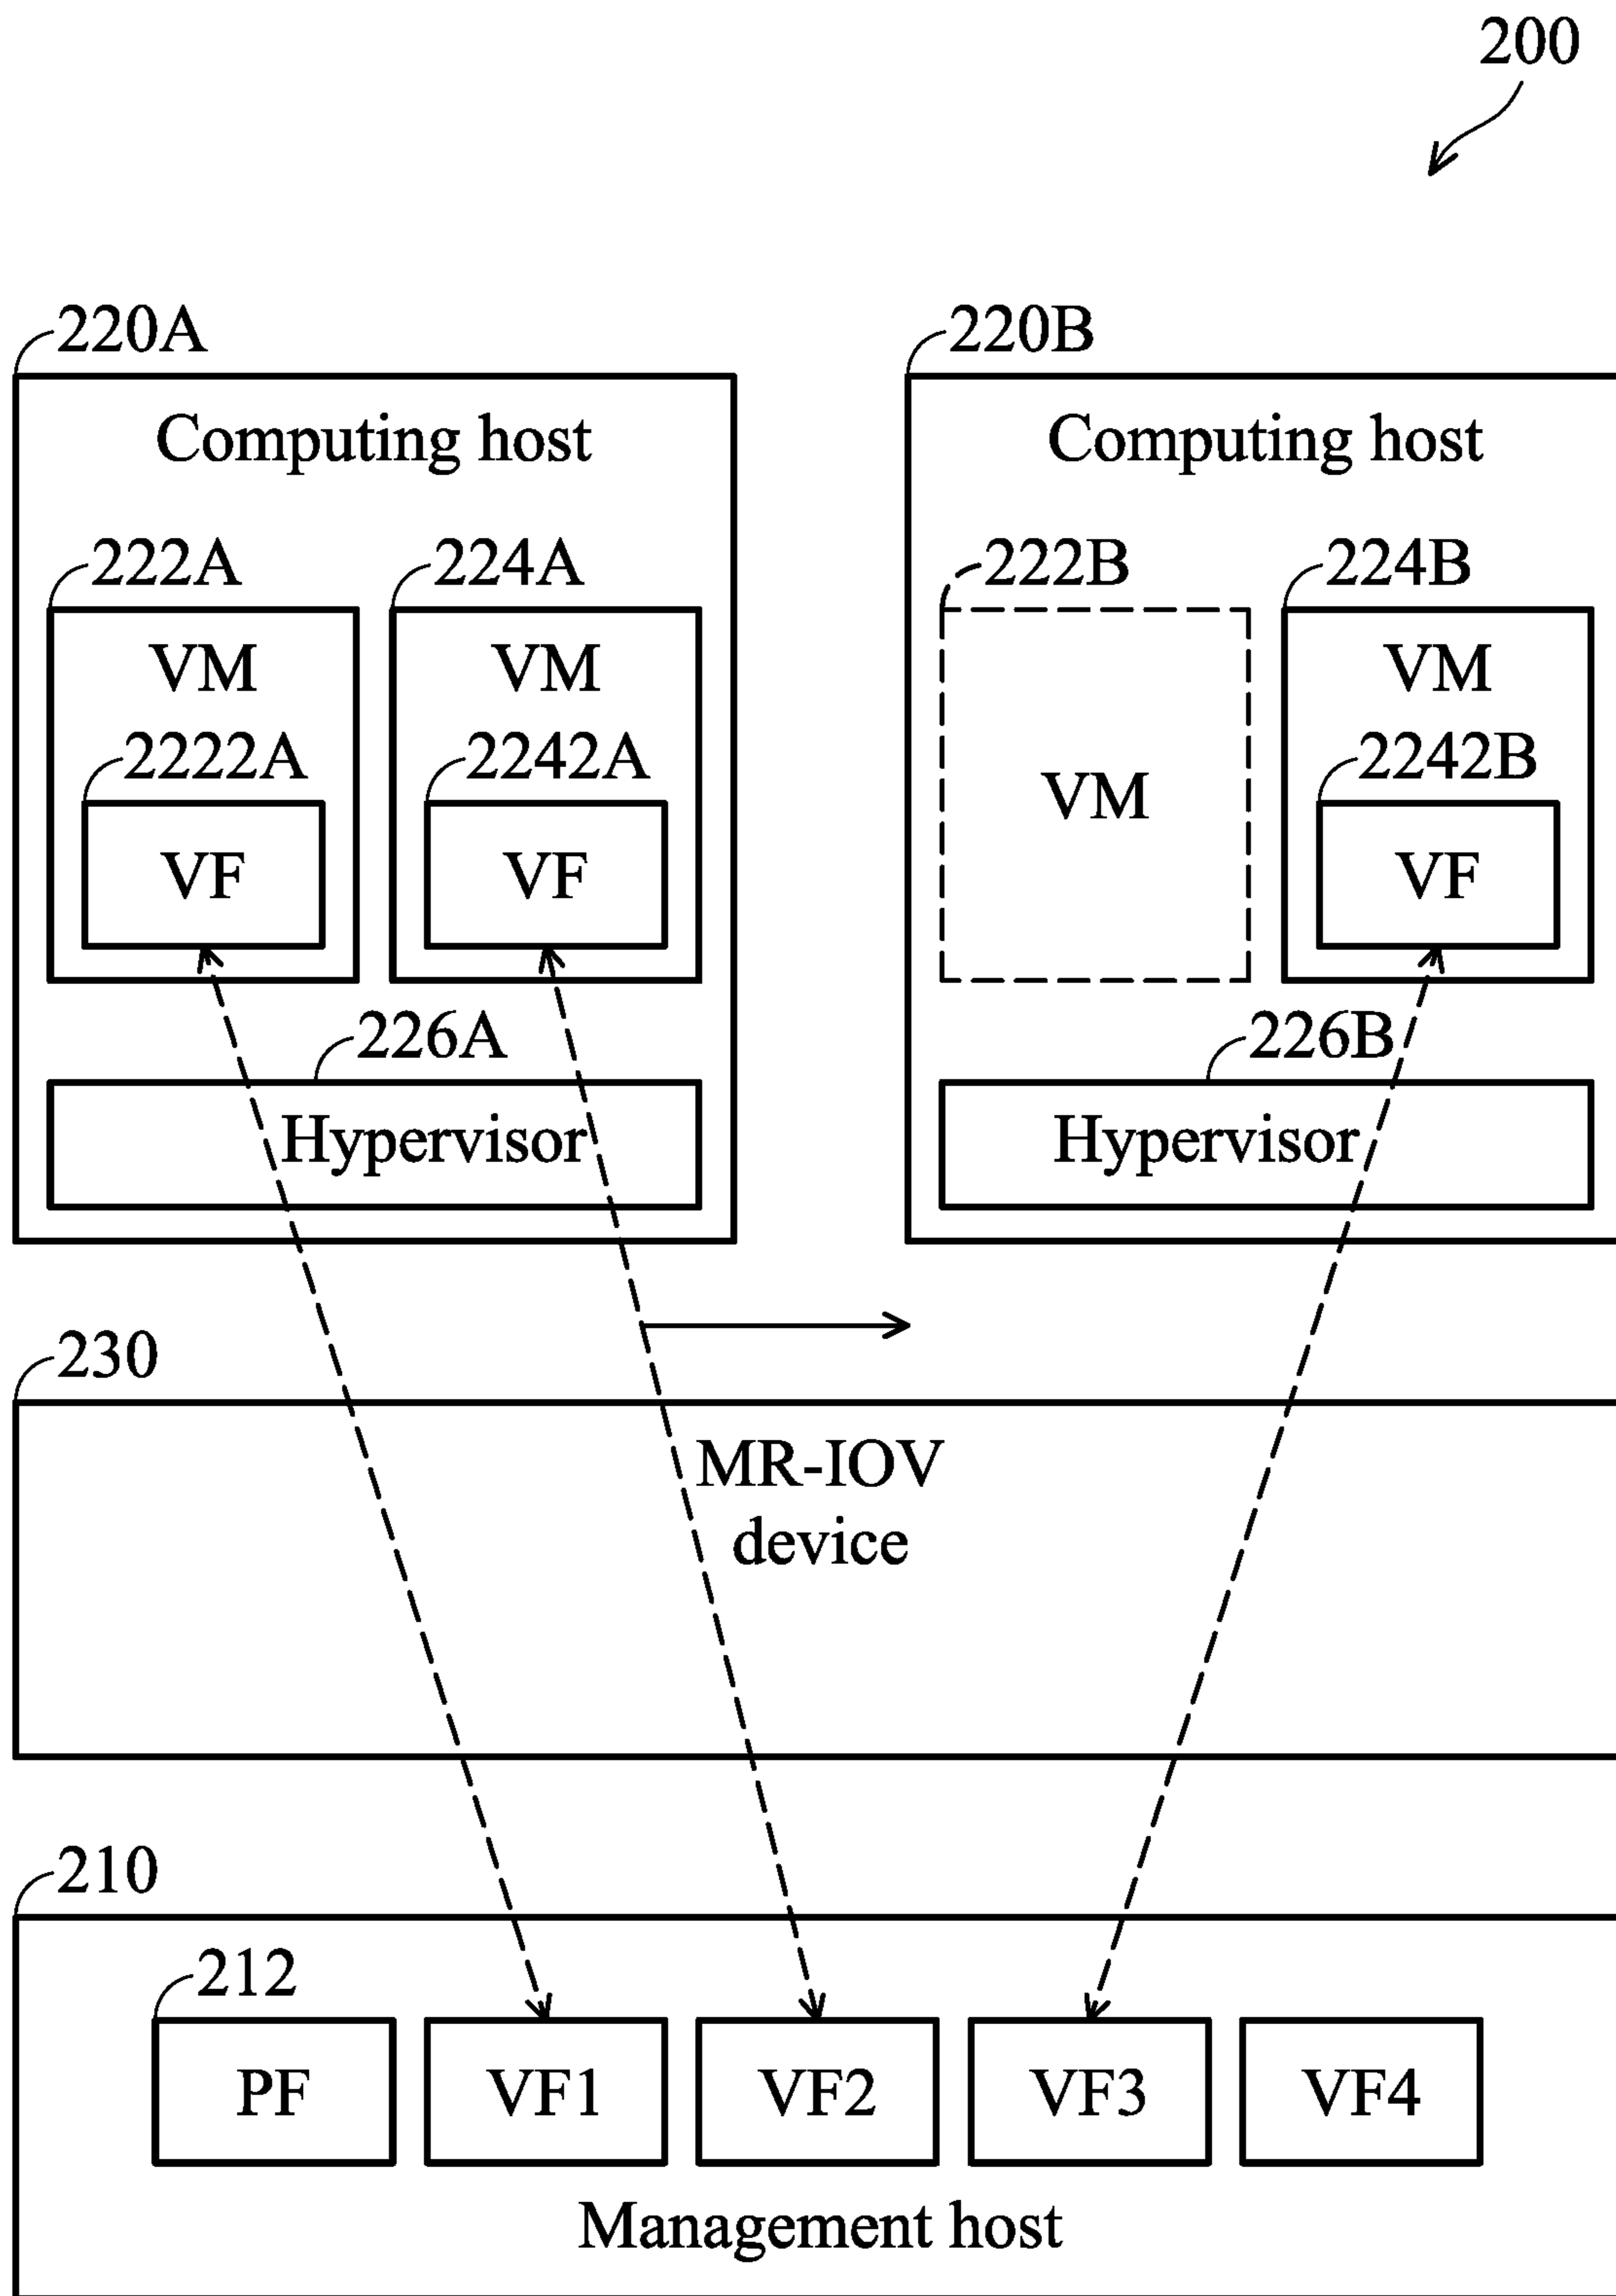 200
220A
220B
Computing host
Computing host
222A
224A
222B
224B
VM
VM
VM
2222A
2242A
2242B
VM
VF
VF
VF
226A
226B
Hypervisor
Hypervisor
230
MR-IOV
device
210
212
PF
VF1
VF2
VF3
VF4
Management host